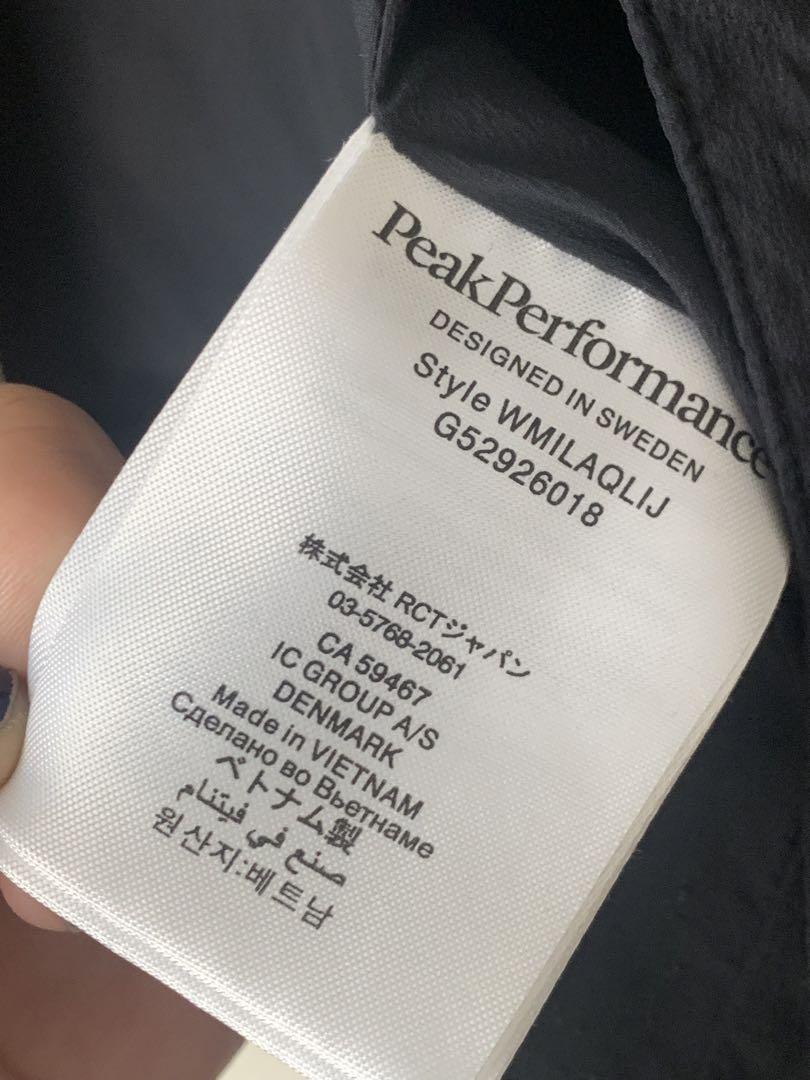 PeakPerformance
DESIGNED IN SWEDEN
Style WMILAQLIJ
G52926018
株式会社 RCTジャパン
03-5768-2061
CA 59467
IC GROUP A/S
DENMARK
Made in VIETNAM
Сделано во Вьетнаме
ベトナム製
صنع في فيتنام
원산지:베트남